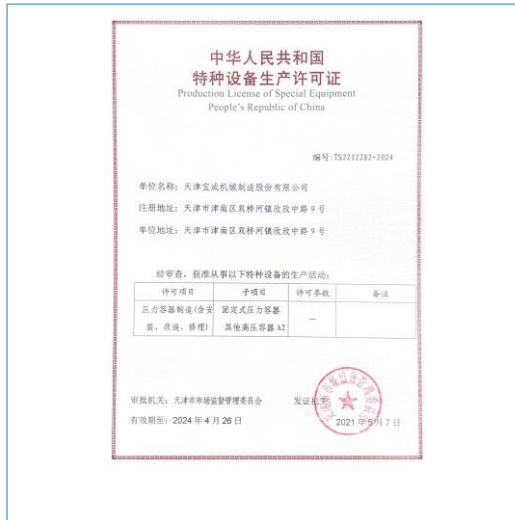 中华人民共和国
特种设备生产许可证
Production License of Special Equipment
People's Republic of China
编号:TS2212282-2024
单位名称:天津宝成机械制造股份有限公司
注册地址:天津市津南区双桥河镇欣欣中路9号
单位地址:天津市津南区双桥河镇欣欣中路9号
经审查,获准从事以下特种设备的生产活动:
许可项目 子项目 许可参数 备注
压力容器制造(含安 固定式压力容器
装、改造、修理) 其他高压容器A2 —
审批机关:天津市市场监督管理委员会 发证机关:
有效期至:2024年4月26日 2021年5月7日